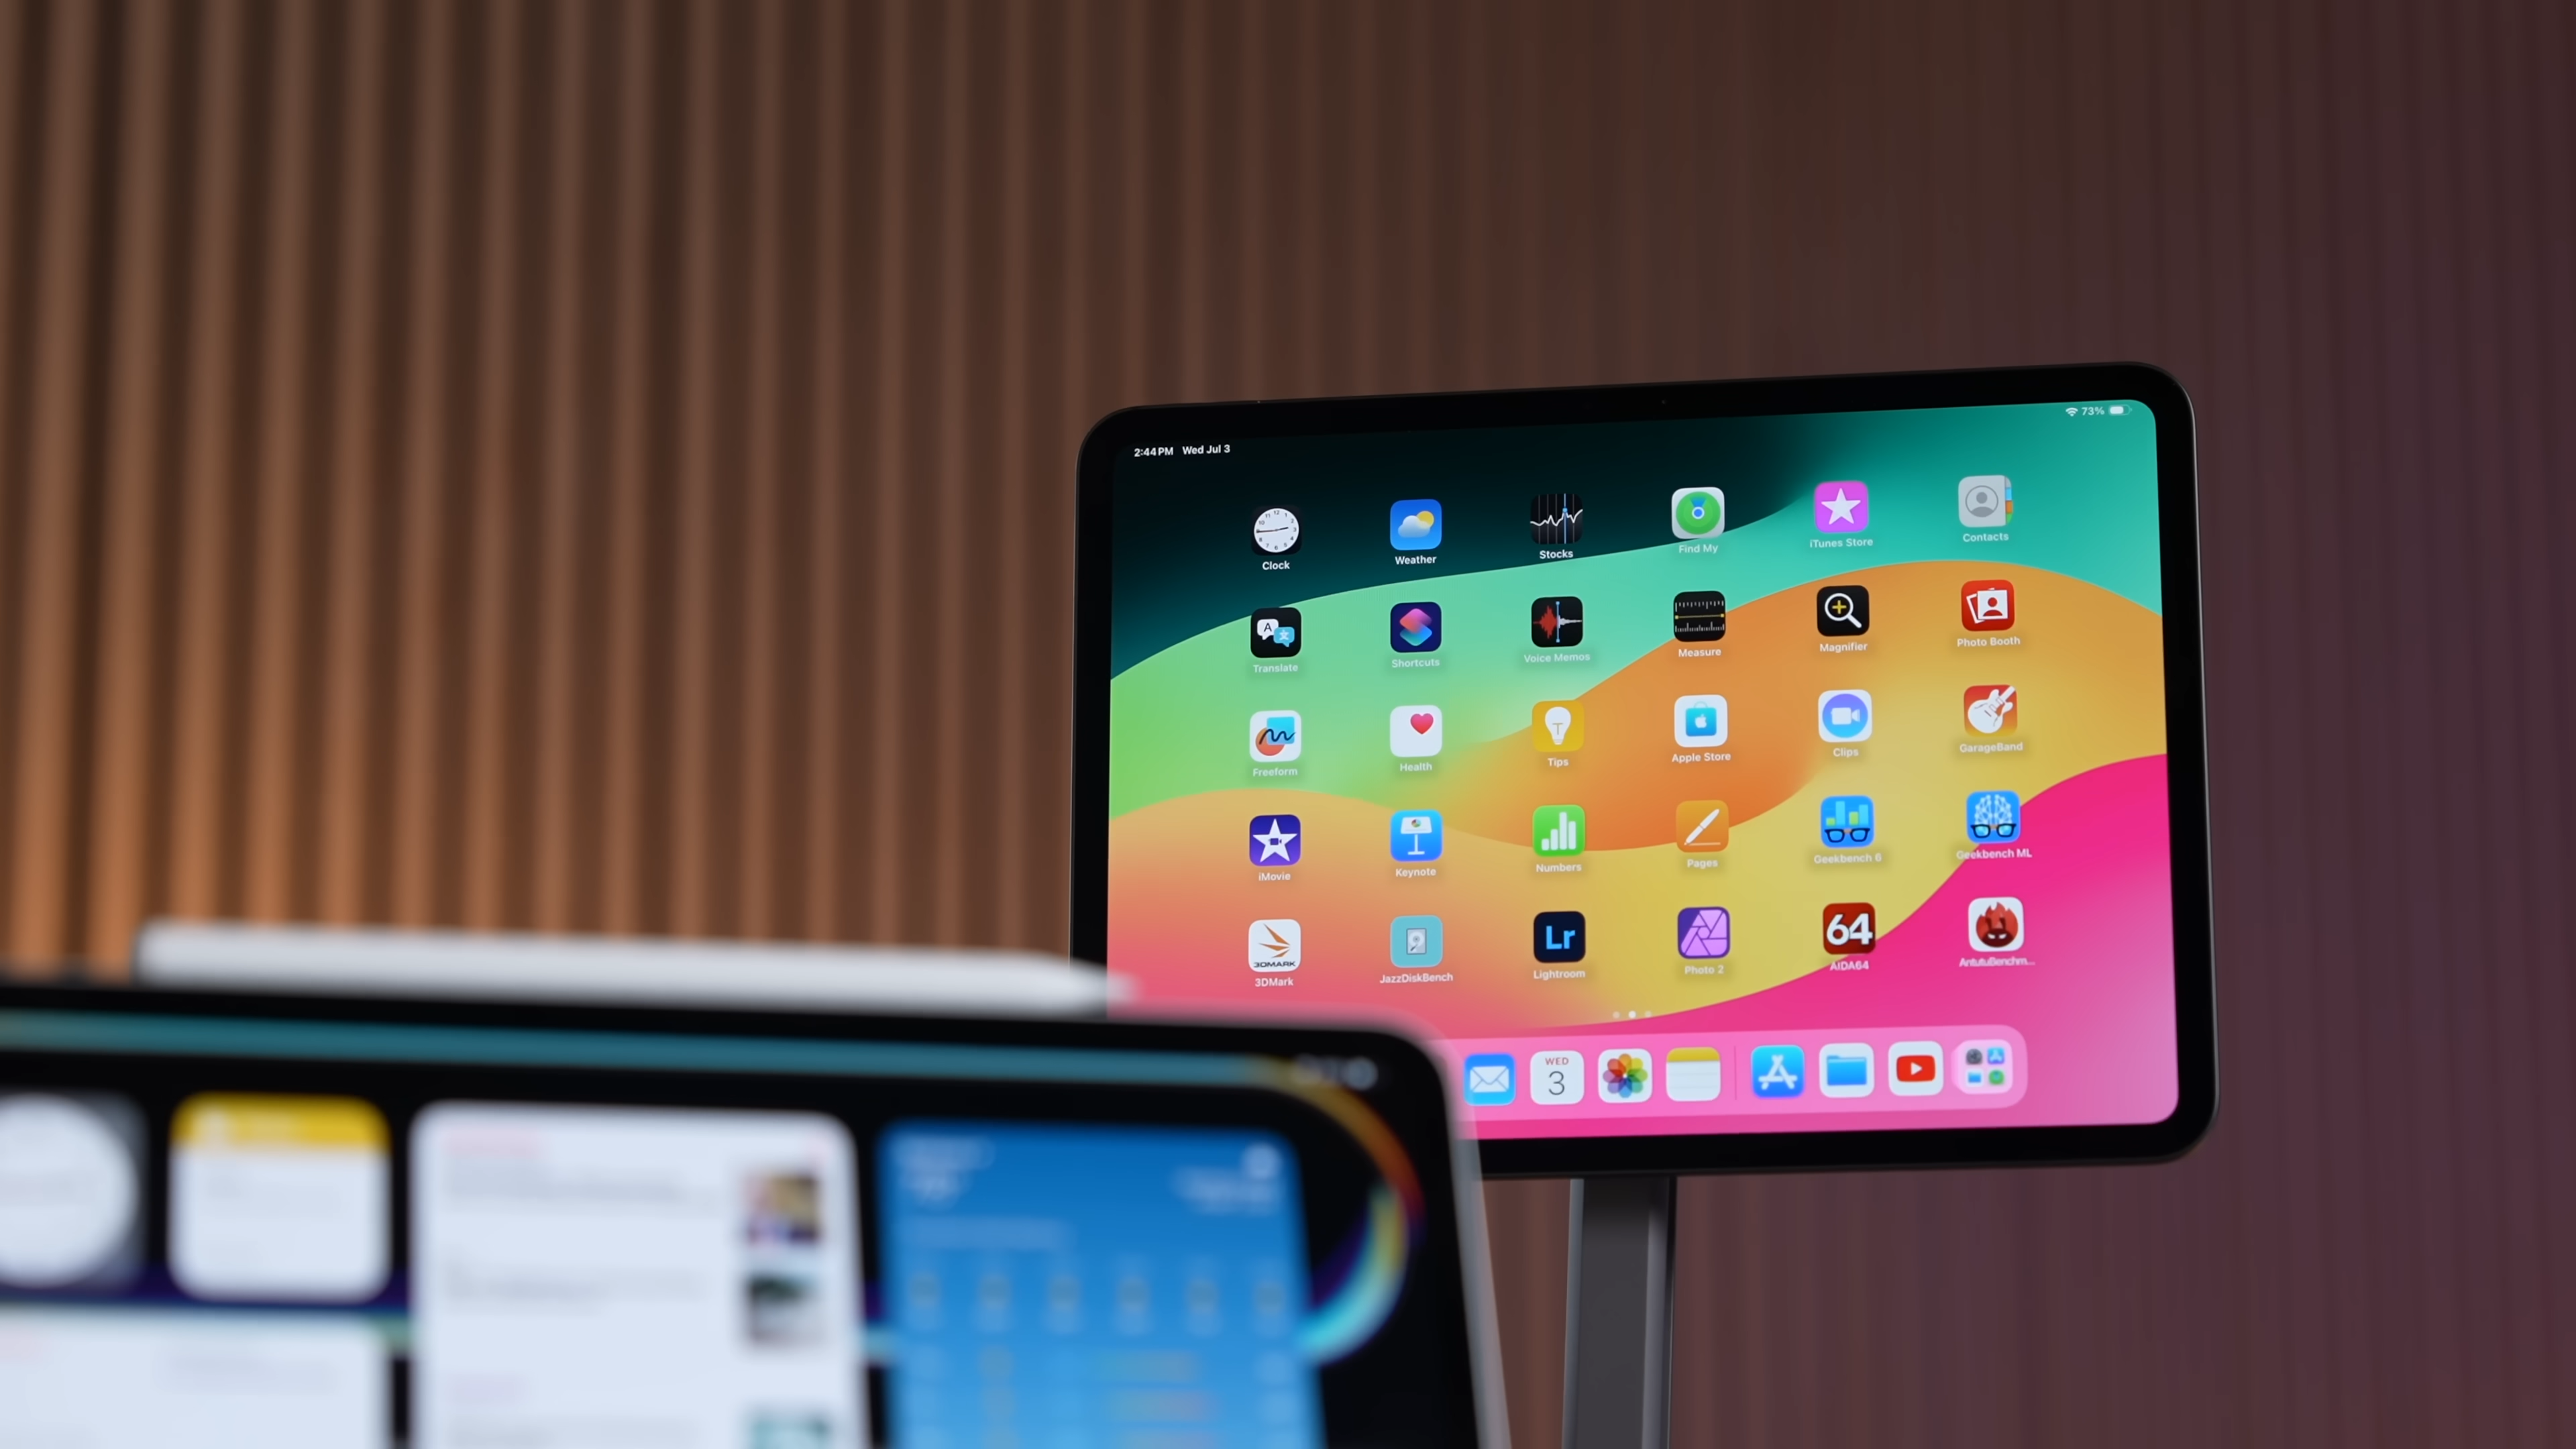 2:44 PM Wed Jul 3
73%
Clock
Weather
Stocks
Find My
iTunes Store
Contacts
Translate
Shortcuts
Voice Memos
Measure
Magnifier
Photo Booth
Freeform
Health
Tips
Apple Store
Clips
GarageBand
iMovie
Keynote
Numbers
Pages
Geekbench 6
Geekbench ML
3DMARK
Lr
64
3DMark
JazzDiskBench
Lightroom
Photo 2
AIDA64
AntutuBenchm...
WED
3